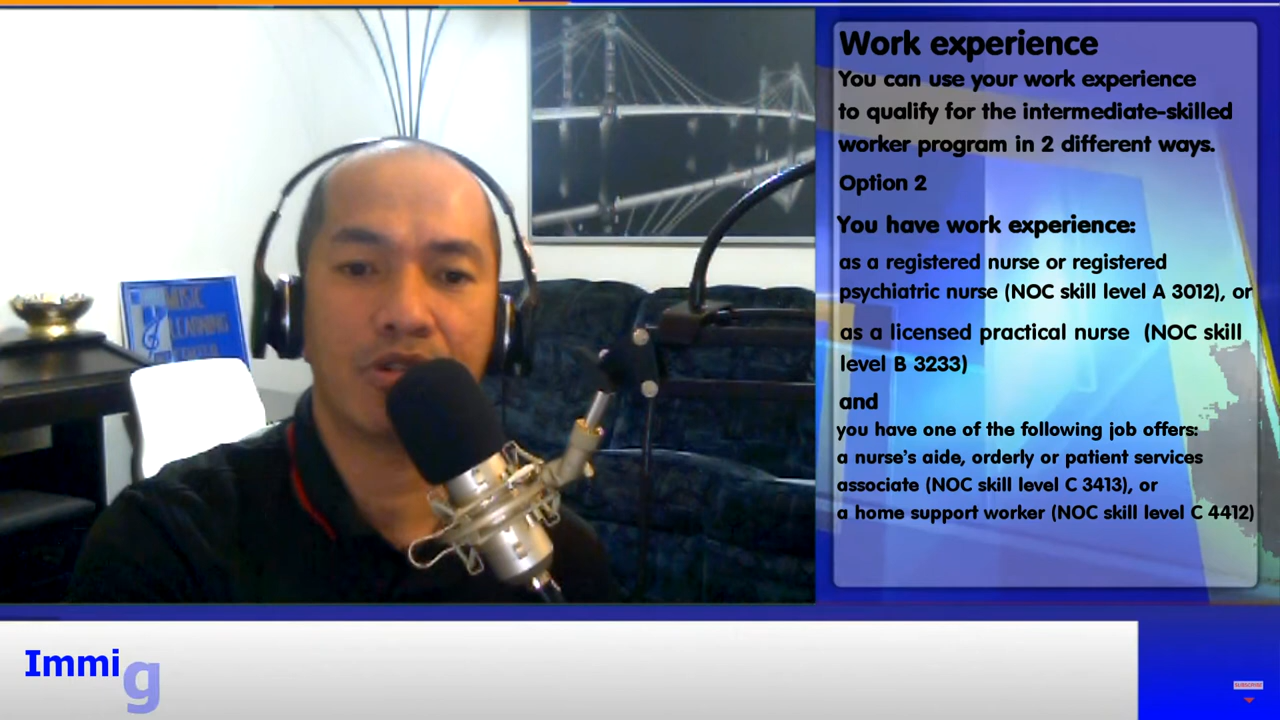 MUSIC
LEARNING
Work experience
You can use your work experience
to qualify for the intermediate-skilled
worker program in 2 different ways.
Option 2
You have work experience:
as a registered nurse or registered
psychiatric nurse (NOC skill level A 3012), or
as a licensed practical nurse (NOC skill
level B 3233)
and
you have one of the following job offers:
a nurse's aide, orderly or patient services
associate (NOC skill level C 3413), or
a home support worker (NOC skill level C 4412)
Immig
SUBSCRIBE